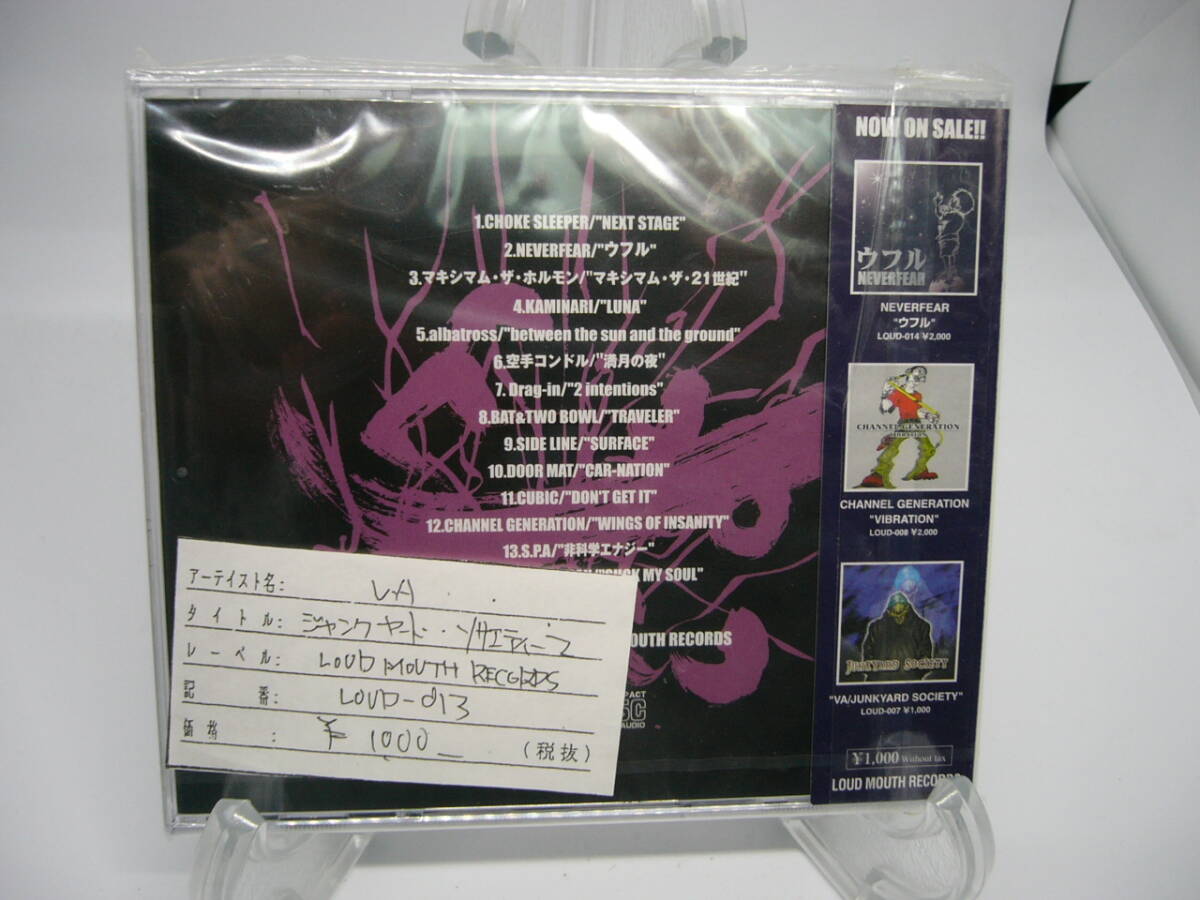 1.CHOKE SLEEPER/"NEXT STAGE"
2.NEVERFEAR/"ウフル"
3.マキシマム・ザ・ホルモン/"マキシマム・ザ・21世紀"
4.KAMINARI/"LUNA"
5.albatross/"between the sun and the ground"
6.空手コンドル/"満月の夜"
7. Drag-in/"2 intentions"
8.BAT&TWO BOWL/"TRAVELER"
9.SIDE LINE/"SURFACE"
10.DOOR MAT/"CAR-NATION"
11.CUBIC/"DON'T GET IT"
12.CHANNEL GENERATION/"WINGS OF INSANITY"
13.S.P.A/"非科学エナジー"
MY SOUL"
MOUTH RECORDS
AUDIO
アーティスト名: VA
タイトル: ジャンクヤード・ソサエティー2
レーベル: LOUD MOUTH RECORDS
記番: LOUD-013
価格: ¥1000 (税抜)
NOW ON SALE!!
ウフル
NEVERFEAR
NEVERFEAR
"ウフル"
LOUD-014 ¥2,000
CHANNEL GENERATION
VIBRATION
CHANNEL GENERATION
"VIBRATION"
LOUD-008 ¥2,000
JUNKYARD SOCIETY
"VA/JUNKYARD SOCIETY"
LOUD-007 ¥1,000
¥1,000 Without tax
LOUD MOUTH RECORDS